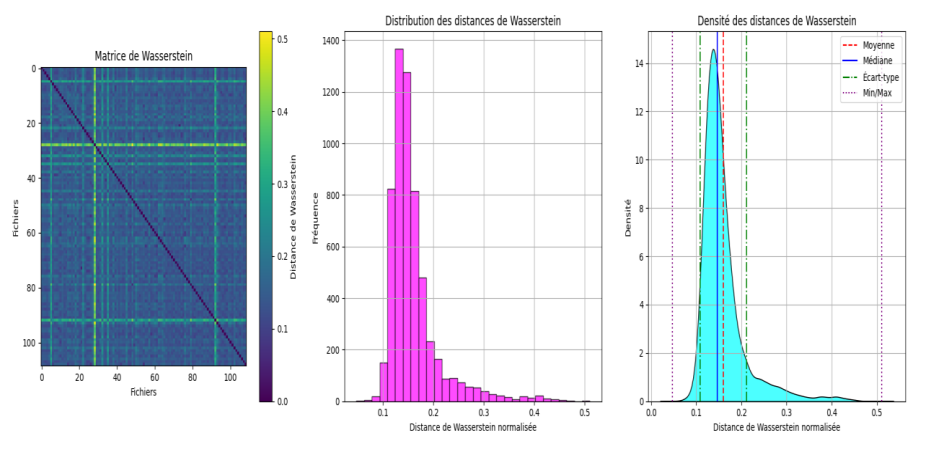 Matrice de Wasserstein
0
20
40
60
80
100
Fichiers
0 20 40 60 80 100
Fichiers
0.5
0.4
0.3
0.2
0.1
0.0
Distance de Wasserstein
Distribution des distances de Wasserstein
1400
1200
1000
800
600
400
200
0
Fréquence
0.1 0.2 0.3 0.4 0.5
Distance de Wasserstein normalisée
Densité des distances de Wasserstein
Moyenne
Médiane
Écart-type
Min/Max
14
12
10
8
6
4
2
0
Densité
0.0 0.1 0.2 0.3 0.4 0.5
Distance de Wasserstein normalisée